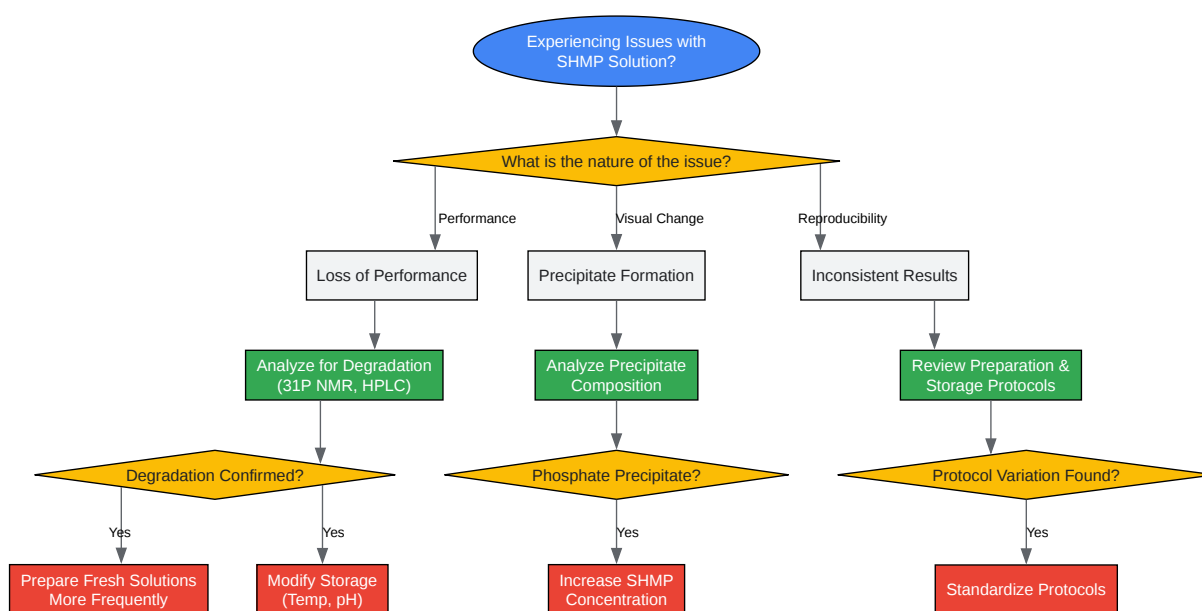 Experiencing Issues with
SHMP Solution?
What is the nature of the issue?
Performance
Visual Change
Reproducibility
Loss of Performance
Precipitate Formation
Inconsistent Results
Analyze for Degradation
(31P NMR, HPLC)
Analyze Precipitate
Composition
Review Preparation &
Storage Protocols
Degradation Confirmed?
Phosphate Precipitate?
Protocol Variation Found?
Yes
Yes
Yes
Yes
Prepare Fresh Solutions
More Frequently
Modify Storage
(Temp, pH)
Increase SHMP
Concentration
Standardize Protocols